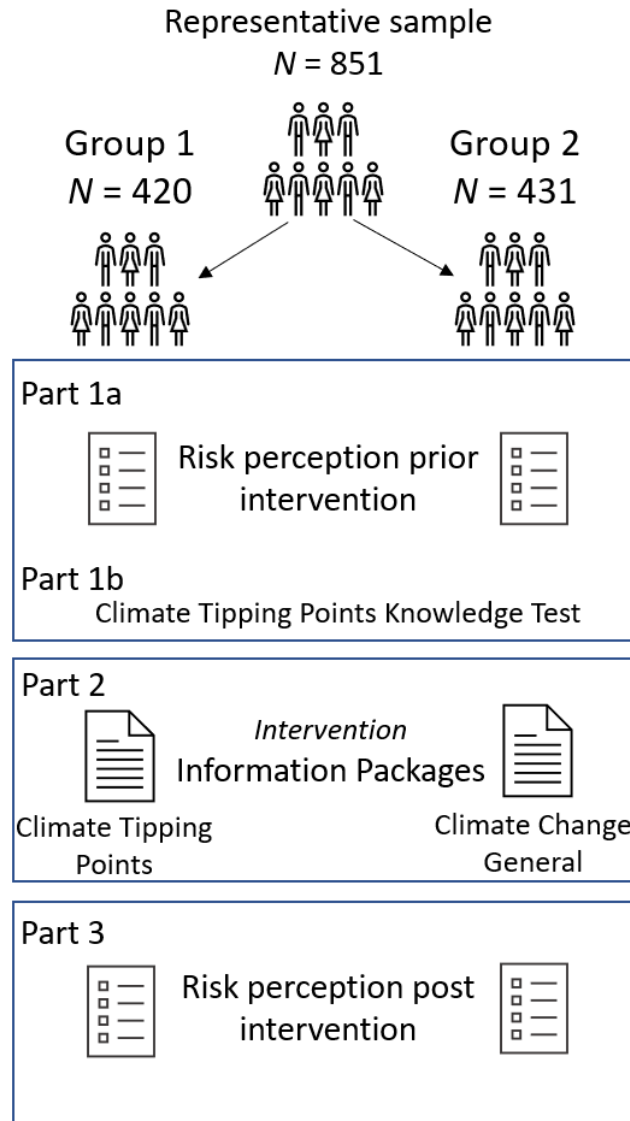 Representative sample
N = 851
Group 1
N = 420
Group 2
N = 431
Part 1a
Risk perception prior
intervention
Part 1b
Climate Tipping Points Knowledge Test
Part 2
Intervention
Information Packages
Climate Tipping
Points
Climate Change
General
Part 3
Risk perception post
intervention